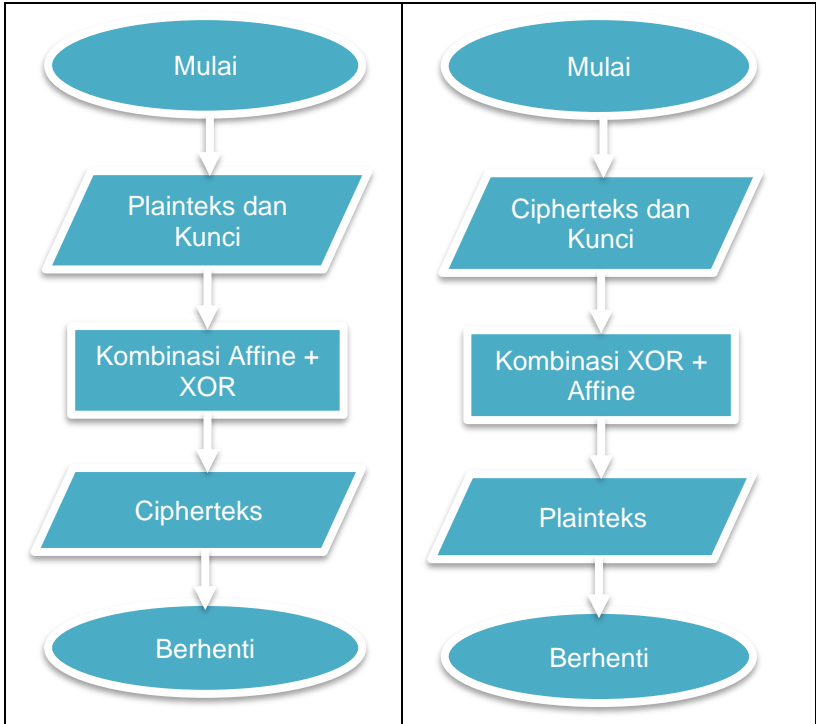 Mulai
Plainteks dan
Kunci
Kombinasi Affine +
XOR
Cipherteks
Berhenti
Mulai
Cipherteks dan
Kunci
Kombinasi XOR +
Affine
Plainteks
Berhenti